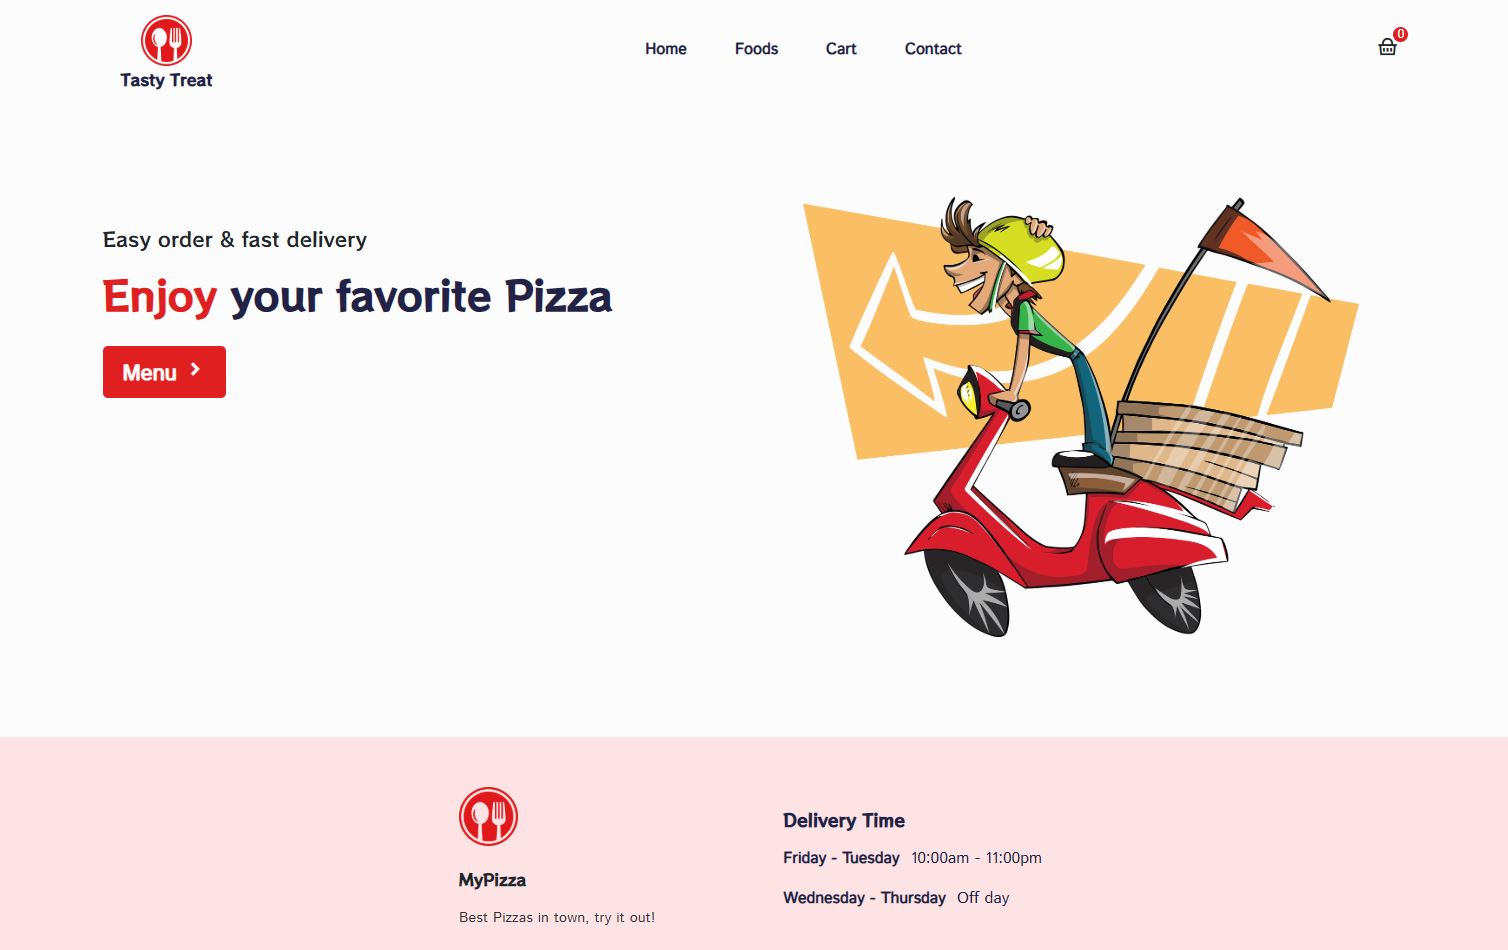 Tasty Treat
Home Foods Cart Contact
0
Easy order & fast delivery
Enjoy your favorite Pizza
Menu
MyPizza
Best Pizzas in town, try it out!
Delivery Time
Friday - Tuesday 10:00am - 11:00pm
Wednesday - Thursday Off day